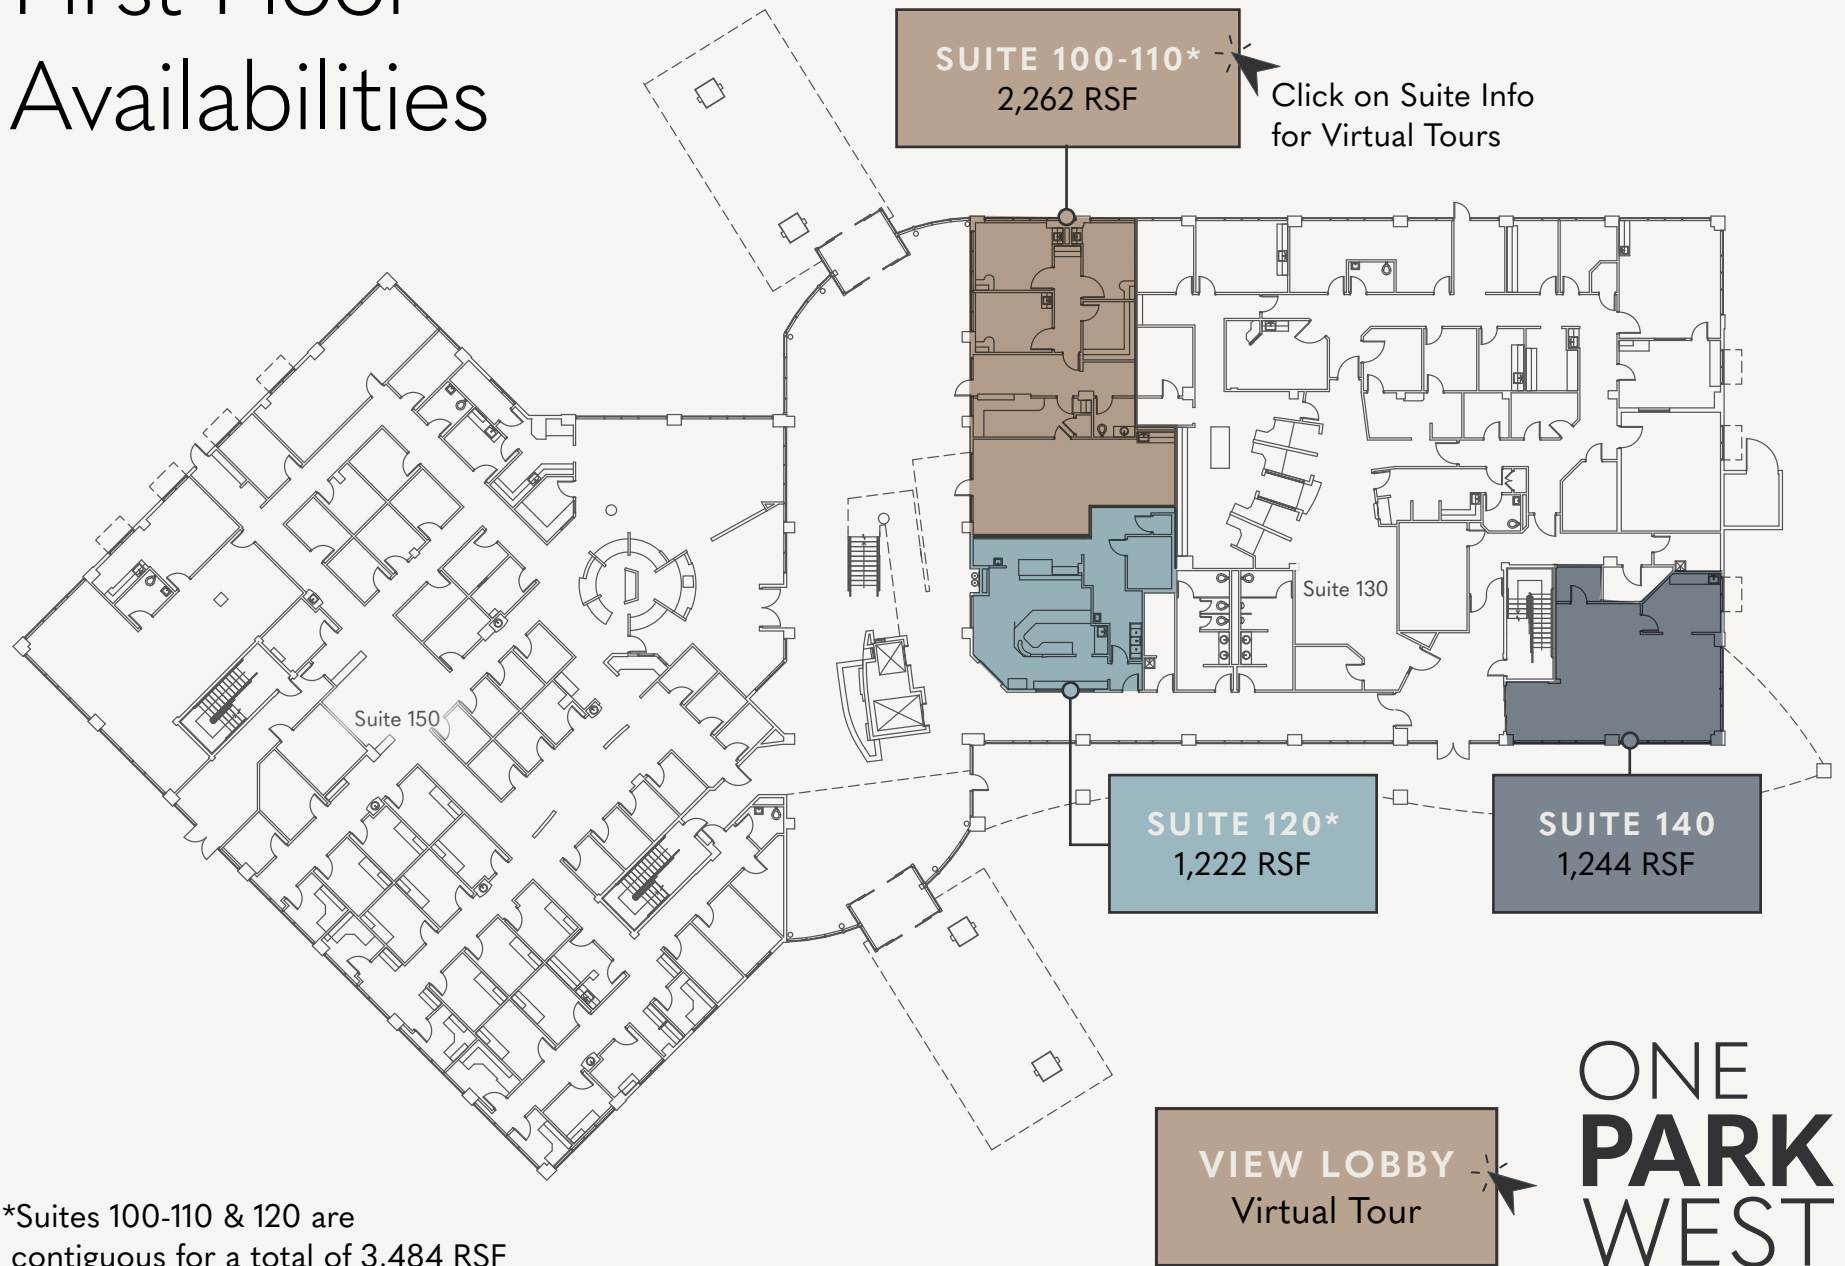 First Floor
Availabilities
SUITE 100-110*
2,262 RSF
Click on Suite Info
for Virtual Tours
Suite 130
Suite 150
SUITE 120*
1,222 RSF
SUITE 140
1,244 RSF
VIEW LOBBY
Virtual Tour
ONE
PARK
WEST
*Suites 100-110 & 120 are
contiguous for a total of 3,484 RSF